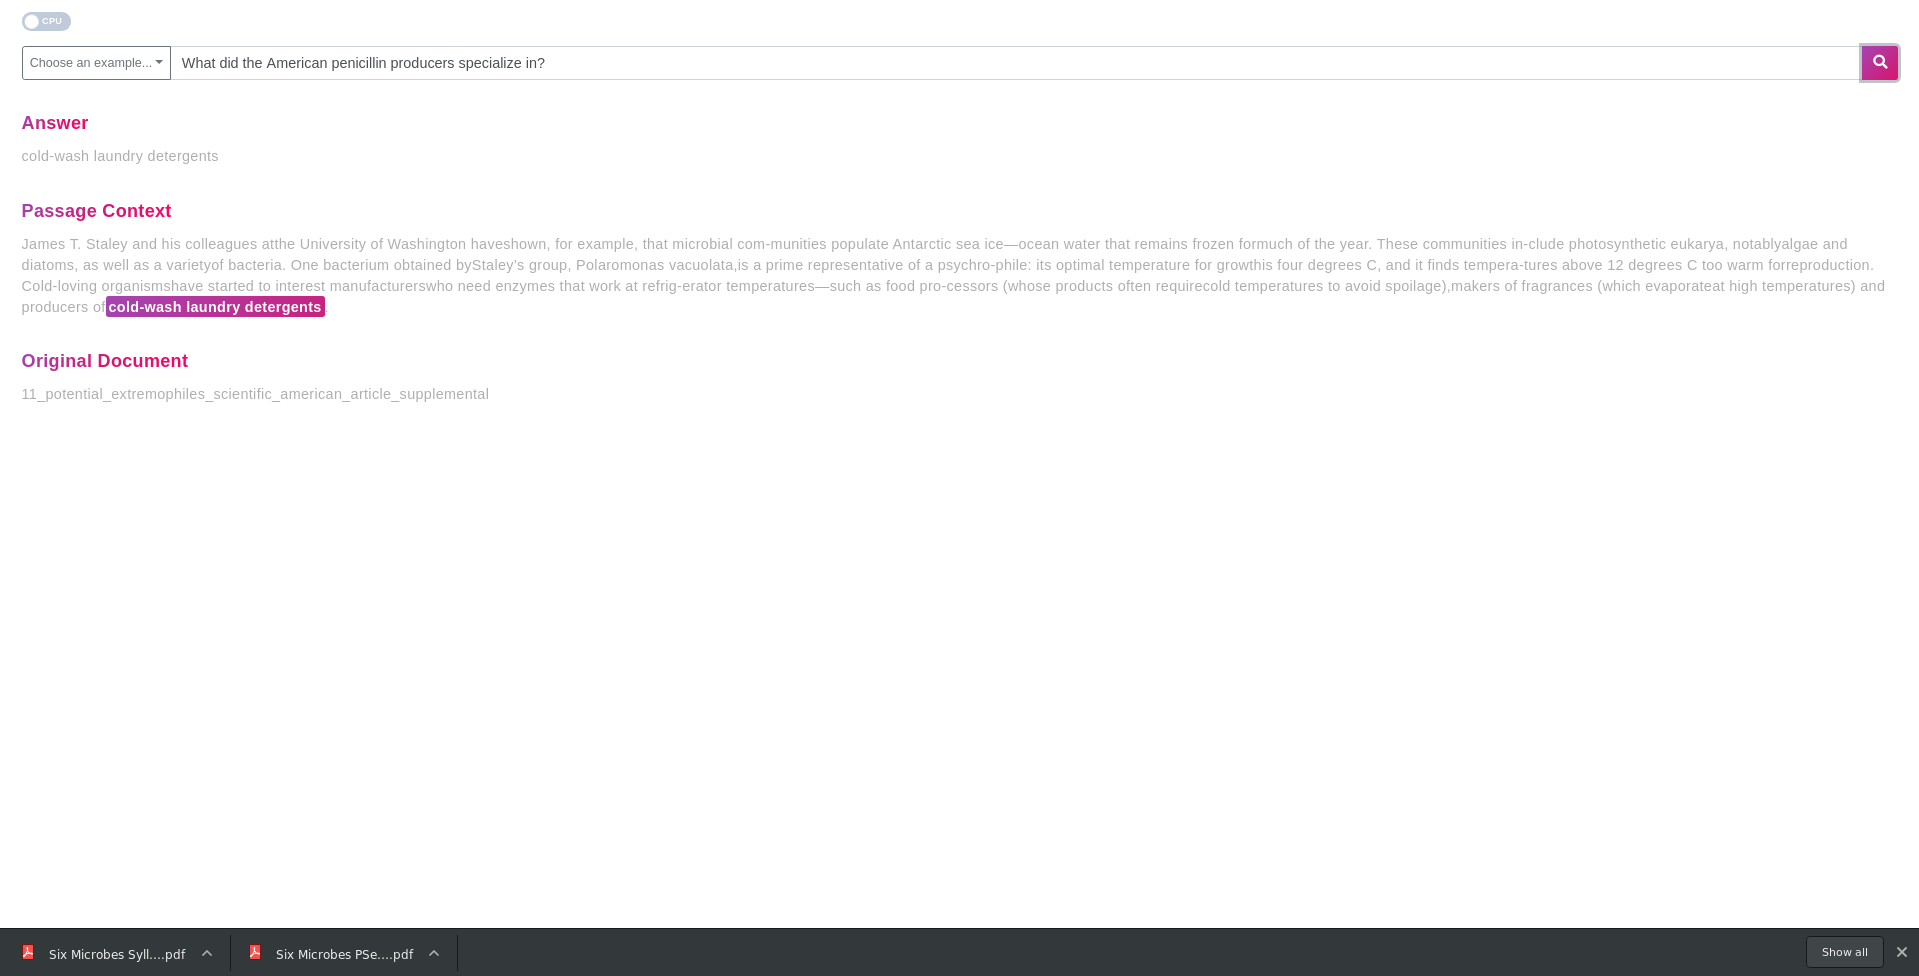 CPU
Choose an example... What did the American penicillin producers specialize in?
Answer
cold-wash laundry detergents
Passage Context
James T. Staley and his colleagues atthe University of Washington haveshown, for example, that microbial com-munities populate Antarctic sea ice—ocean water that remains frozen formuch of the year. These communities in-clude photosynthetic eukarya, notablyalgae and
diatoms, as well as a varietyof bacteria. One bacterium obtained byStaley's group, Polaromonas vacuolata,is a prime representative of a psychro-phile: its optimal temperature for growthis four degrees C, and it finds tempera-tures above 12 degrees C too warm forreproduction.
Cold-loving organismshave started to interest manufacturerswho need enzymes that work at refrig-erator temperatures—such as food pro-cessors (whose products often requirecold temperatures to avoid spoilage),makers of fragrances (which evaporateat high temperatures) and
producers of cold-wash laundry detergents.
Original Document
11_potential_extremophiles_scientific_american_article_supplemental
Six Microbes Syll....pdf Six Microbes PSe....pdf Show all